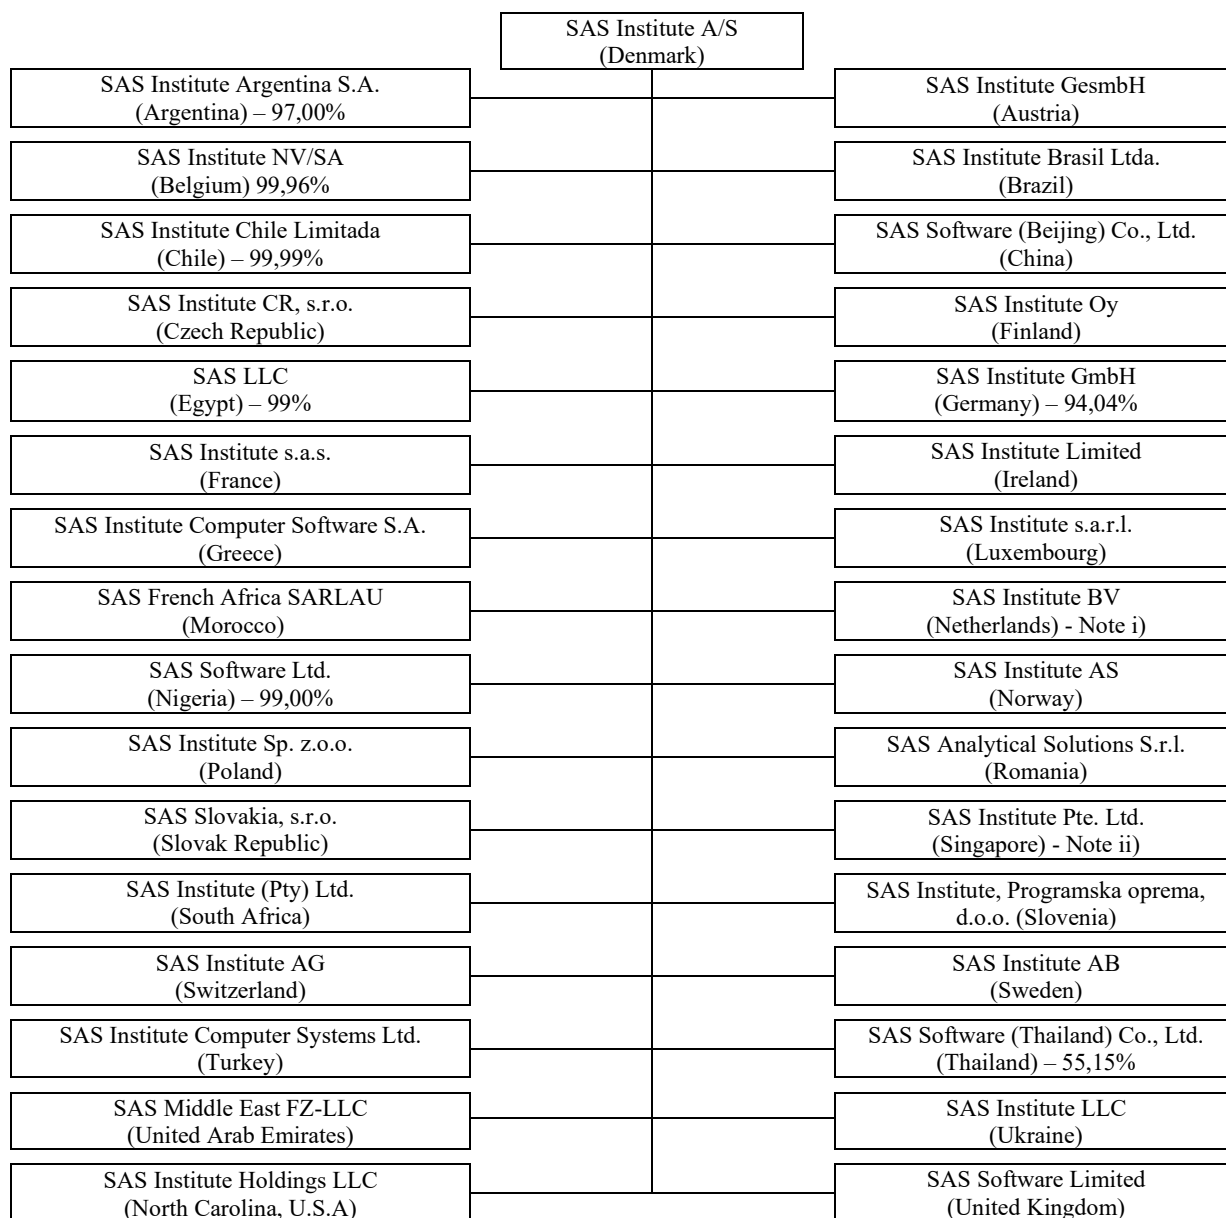 SAS Institute A/S
(Denmark)
SAS Institute Argentina S.A.
(Argentina) – 97,00%
SAS Institute GesmbH
(Austria)
SAS Institute NV/SA
(Belgium) 99,96%
SAS Institute Brasil Ltda.
(Brazil)
SAS Institute Chile Limitada
(Chile) – 99,99%
SAS Software (Beijing) Co., Ltd.
(China)
SAS Institute CR, s.r.o.
(Czech Republic)
SAS Institute Oy
(Finland)
SAS LLC
(Egypt) – 99%
SAS Institute GmbH
(Germany) – 94,04%
SAS Institute s.a.s.
(France)
SAS Institute Limited
(Ireland)
SAS Institute Computer Software S.A.
(Greece)
SAS Institute s.a.r.l.
(Luxembourg)
SAS French Africa SARLAU
(Morocco)
SAS Institute BV
(Netherlands) - Note i)
SAS Software Ltd.
(Nigeria) – 99,00%
SAS Institute AS
(Norway)
SAS Institute Sp. z.o.o.
(Poland)
SAS Analytical Solutions S.r.l.
(Romania)
SAS Slovakia, s.r.o.
(Slovak Republic)
SAS Institute Pte. Ltd.
(Singapore) - Note ii)
SAS Institute (Pty) Ltd.
(South Africa)
SAS Institute, Programska oprema,
d.o.o. (Slovenia)
SAS Institute AG
(Switzerland)
SAS Institute AB
(Sweden)
SAS Institute Computer Systems Ltd.
(Turkey)
SAS Software (Thailand) Co., Ltd.
(Thailand) – 55,15%
SAS Middle East FZ-LLC
(United Arab Emirates)
SAS Institute LLC
(Ukraine)
SAS Institute Holdings LLC
(North Carolina, U.S.A)
SAS Software Limited
(United Kingdom)